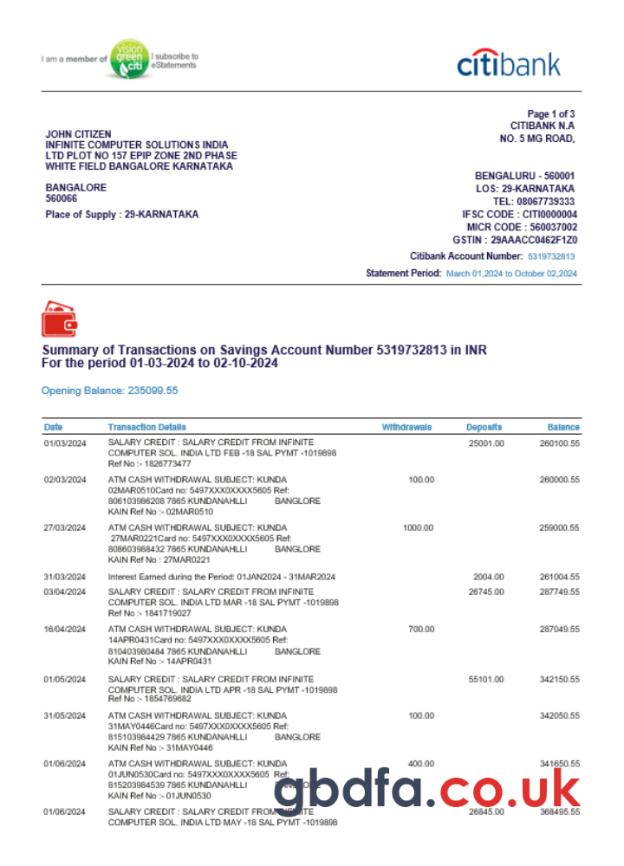 I am a member of
vision
green
citi
I subscribe to
eStatements
citibank
Page 1 of 3
CITIBANK N.A
NO. 5 MG ROAD,
JOHN CITIZEN
INFINITE COMPUTER SOLUTIONS INDIA
LTD PLOT NO 157 EPIP ZONE 2ND PHASE
WHITE FIELD BANGALORE KARNATAKA
BANGALORE
560066
Place of Supply : 29-KARNATAKA
BENGALURU - 560001
LOS: 29-KARNATAKA
TEL: 08067739333
IFSC CODE : CITI0000004
MICR CODE : 560037002
GSTIN : 29AAACC0462F1Z0
Citibank Account Number: 5319732813
Statement Period: March 01,2024 to October 02,2024
Summary of Transactions on Savings Account Number 5319732813 in INR
For the period 01-03-2024 to 02-10-2024
Opening Balance: 235099.55
Date Transaction Details Withdrawals Deposits Balance
01/03/2024 SALARY CREDIT : SALARY CREDIT FROM INFINITE 25001.00 260100.55
COMPUTER SOL. INDIA LTD FEB -18 SAL PYMT -1019898
Ref No :- 1826773477
02/03/2024 ATM CASH WITHDRAWAL SUBJECT: KUNDA 100.00 260000.55
02MAR0510Card no: 5497XXX0XXXX5605 Ref:
806103986208 7865 KUNDANAHLLI BANGLORE
KAIN Ref No :- 02MAR0510
27/03/2024 ATM CASH WITHDRAWAL SUBJECT: KUNDA 1000.00 259000.55
27MAR0221Card no: 5497XXX0XXXX5605 Ref:
808603988432 7865 KUNDANAHLLI BANGLORE
KAIN Ref No : 27MAR0221
31/03/2024 Interest Earned during the Period: 01JAN2024 - 31MAR2024 2004.00 261004.55
03/04/2024 SALARY CREDIT : SALARY CREDIT FROM INFINITE 26745.00 287749.55
COMPUTER SOL. INDIA LTD MAR -18 SAL PYMT -1019898
Ref No :- 1841719027
16/04/2024 ATM CASH WITHDRAWAL SUBJECT: KUNDA 700.00 287049.55
14APR0431Card no: 5497XXX0XXXX5605 Ref:
810403980484 7865 KUNDANAHLLI BANGLORE
KAIN Ref No :- 14APR0431
01/05/2024 SALARY CREDIT : SALARY CREDIT FROM INFINITE 55101.00 342150.55
COMPUTER SOL. INDIA LTD APR -18 SAL PYMT -1019898
Ref No :- 1854769682
31/05/2024 ATM CASH WITHDRAWAL SUBJECT: KUNDA 100.00 342050.55
31MAY0446Card no: 5497XXX0XXXX5605 Ref:
815103984429 7865 KUNDANAHLLI BANGLORE
KAIN Ref No :- 31MAY0446
01/06/2024 ATM CASH WITHDRAWAL SUBJECT: KUNDA 400.00 341650.55
01JUN0530Card no: 5497XXX0XXXX5605 Ref:
815203984539 7865 KUNDANAHLLI
KAIN Ref No :- 01JUN0530
gbdfa.co.uk
01/06/2024 SALARY CREDIT : SALARY CREDIT FROM INFINITE 26845.00 368495.55
COMPUTER SOL. INDIA LTD MAY -18 SAL PYMT -1019898